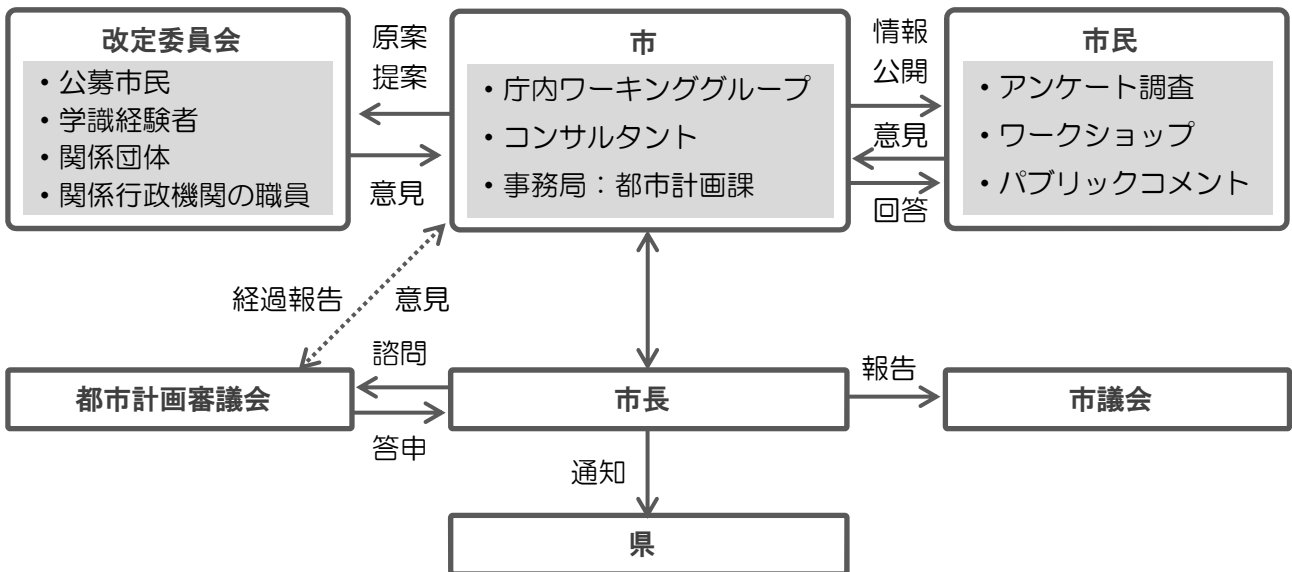 改定委員会
・公募市民
・学識経験者
・関係団体
・関係行政機関の職員
原案
提案
意見
市
・庁内ワーキンググループ
・コンサルタント
・事務局：都市計画課
情報
公開
意見
回答
市民
・アンケート調査
・ワークショップ
・パブリックコメント
経過報告
意見
都市計画審議会
諮問
答申
市長
報告
市議会
通知
県